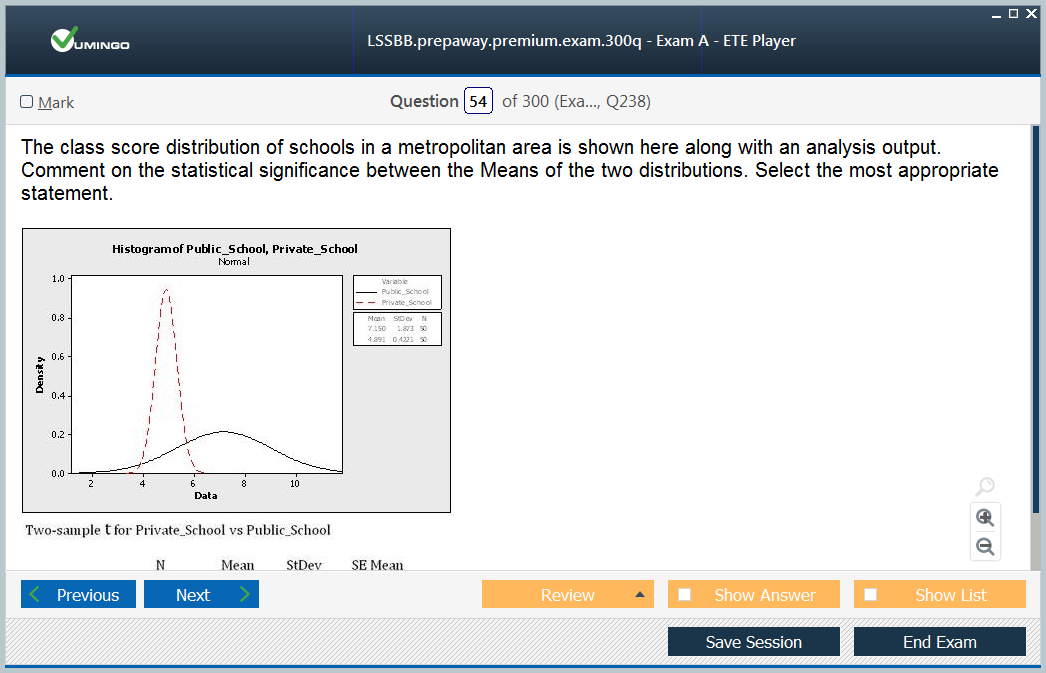 VUMINGO
LSSBB.prepaway.premium.exam.300q - Exam A - ETE Player
Mark
Question 54 of 300 (Exa..., Q238)
The class score distribution of schools in a metropolitan area is shown here along with an analysis output.
Comment on the statistical significance between the Means of the two distributions. Select the most appropriate
statement.
Histogram of Public_School, Private_School
Normal
Variable
Public_School
Private_School
Mean StDev N
7.150 1.873 50
4.891 0.4221 50
1.0
0.8
0.6
0.4
0.2
0.0
Density
2 4 6 8 10
Data
Two-sample t for Private_School vs Public_School
N Mean StDev SE Mean
Previous
Next
Review
Show Answer
Show List
Save Session
End Exam